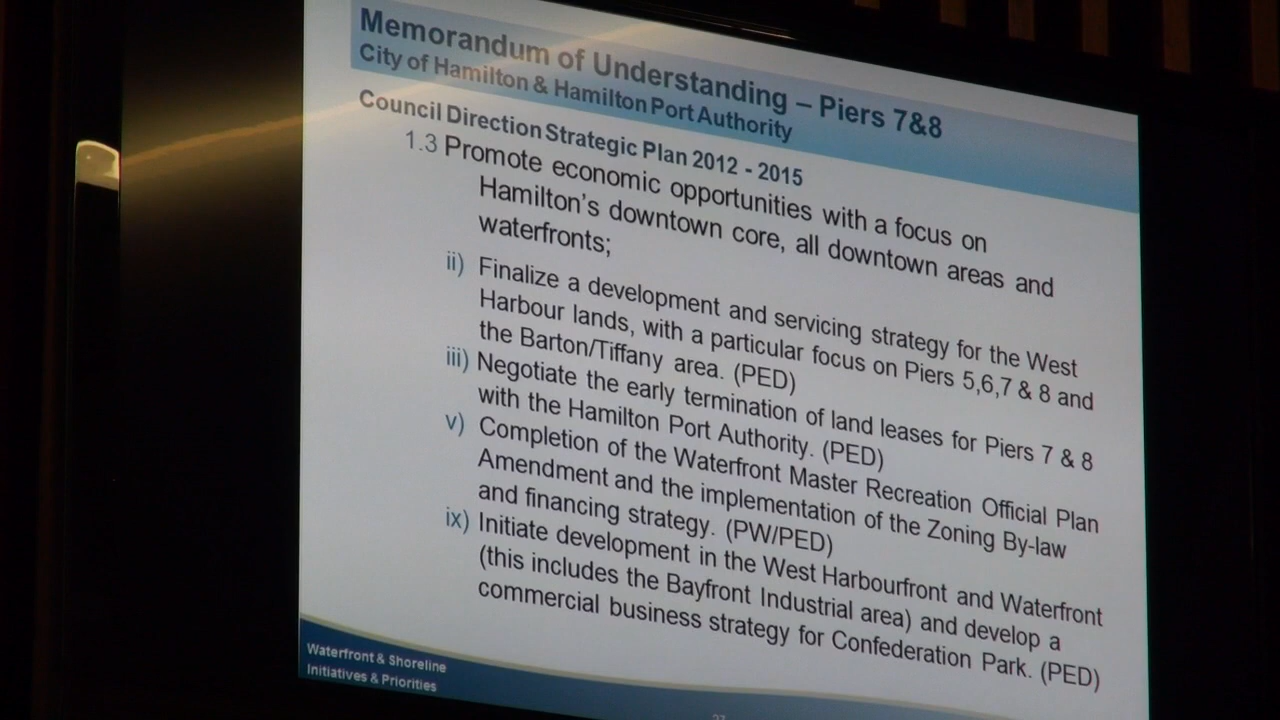 Memorandum of Understanding – Piers 7&8
City of Hamilton & Hamilton Port Authority
Council Direction Strategic Plan 2012 - 2015
1.3 Promote economic opportunities with a focus on
Hamilton's downtown core, all downtown areas and
waterfronts;
ii) Finalize a development and servicing strategy for the West
Harbour lands, with a particular focus on Piers 5,6,7 & 8 and
the Barton/Tiffany area. (PED)
iii) Negotiate the early termination of land leases for Piers 7 & 8
with the Hamilton Port Authority. (PED)
v) Completion of the Waterfront Master Recreation Official Plan
Amendment and the implementation of the Zoning By-law
and financing strategy. (PW/PED)
ix) Initiate development in the West Harbourfront and Waterfront
(this includes the Bayfront Industrial area) and develop a
commercial business strategy for Confederation Park. (PED)
Waterfront & Shoreline
Initiatives & Priorities